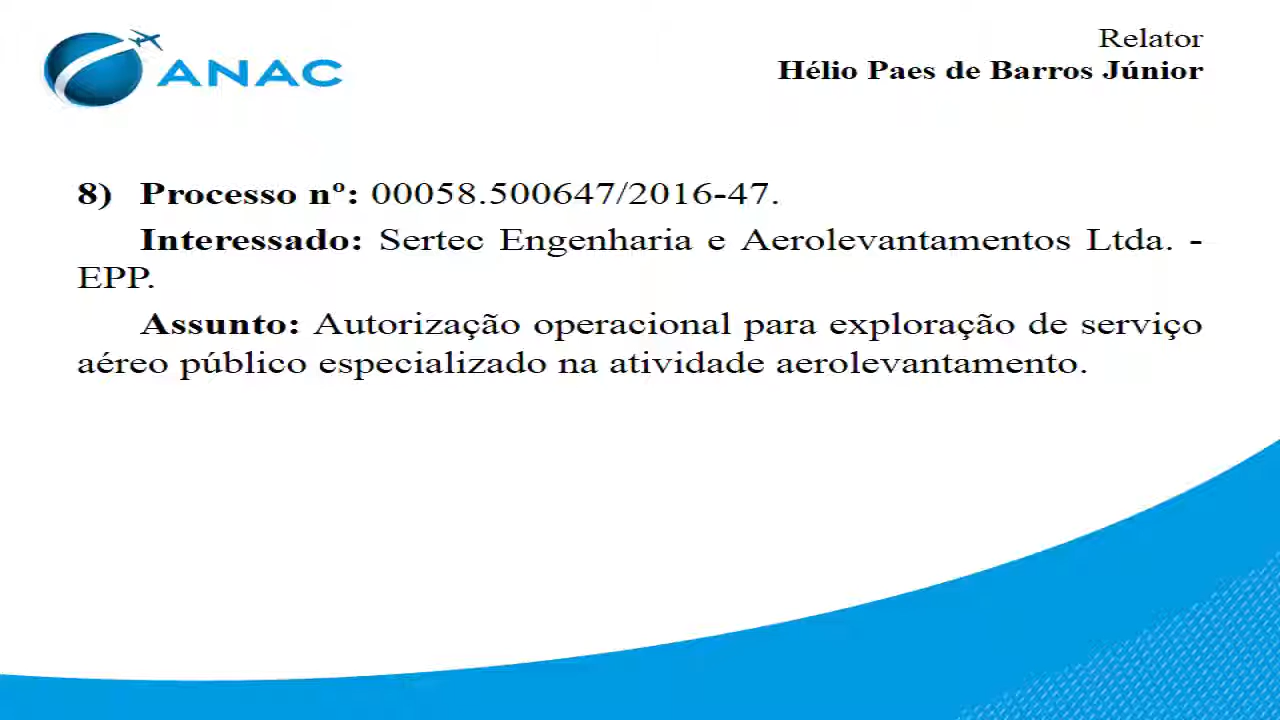 ANAC
Relator
Hélio Paes de Barros Júnior
8) Processo nº: 00058.500647/2016-47.
Interessado: Sertec Engenharia e Aerolevantamentos Ltda. -
EPP.
Assunto: Autorização operacional para exploração de serviço
aéreo público especializado na atividade aerolevantamento.